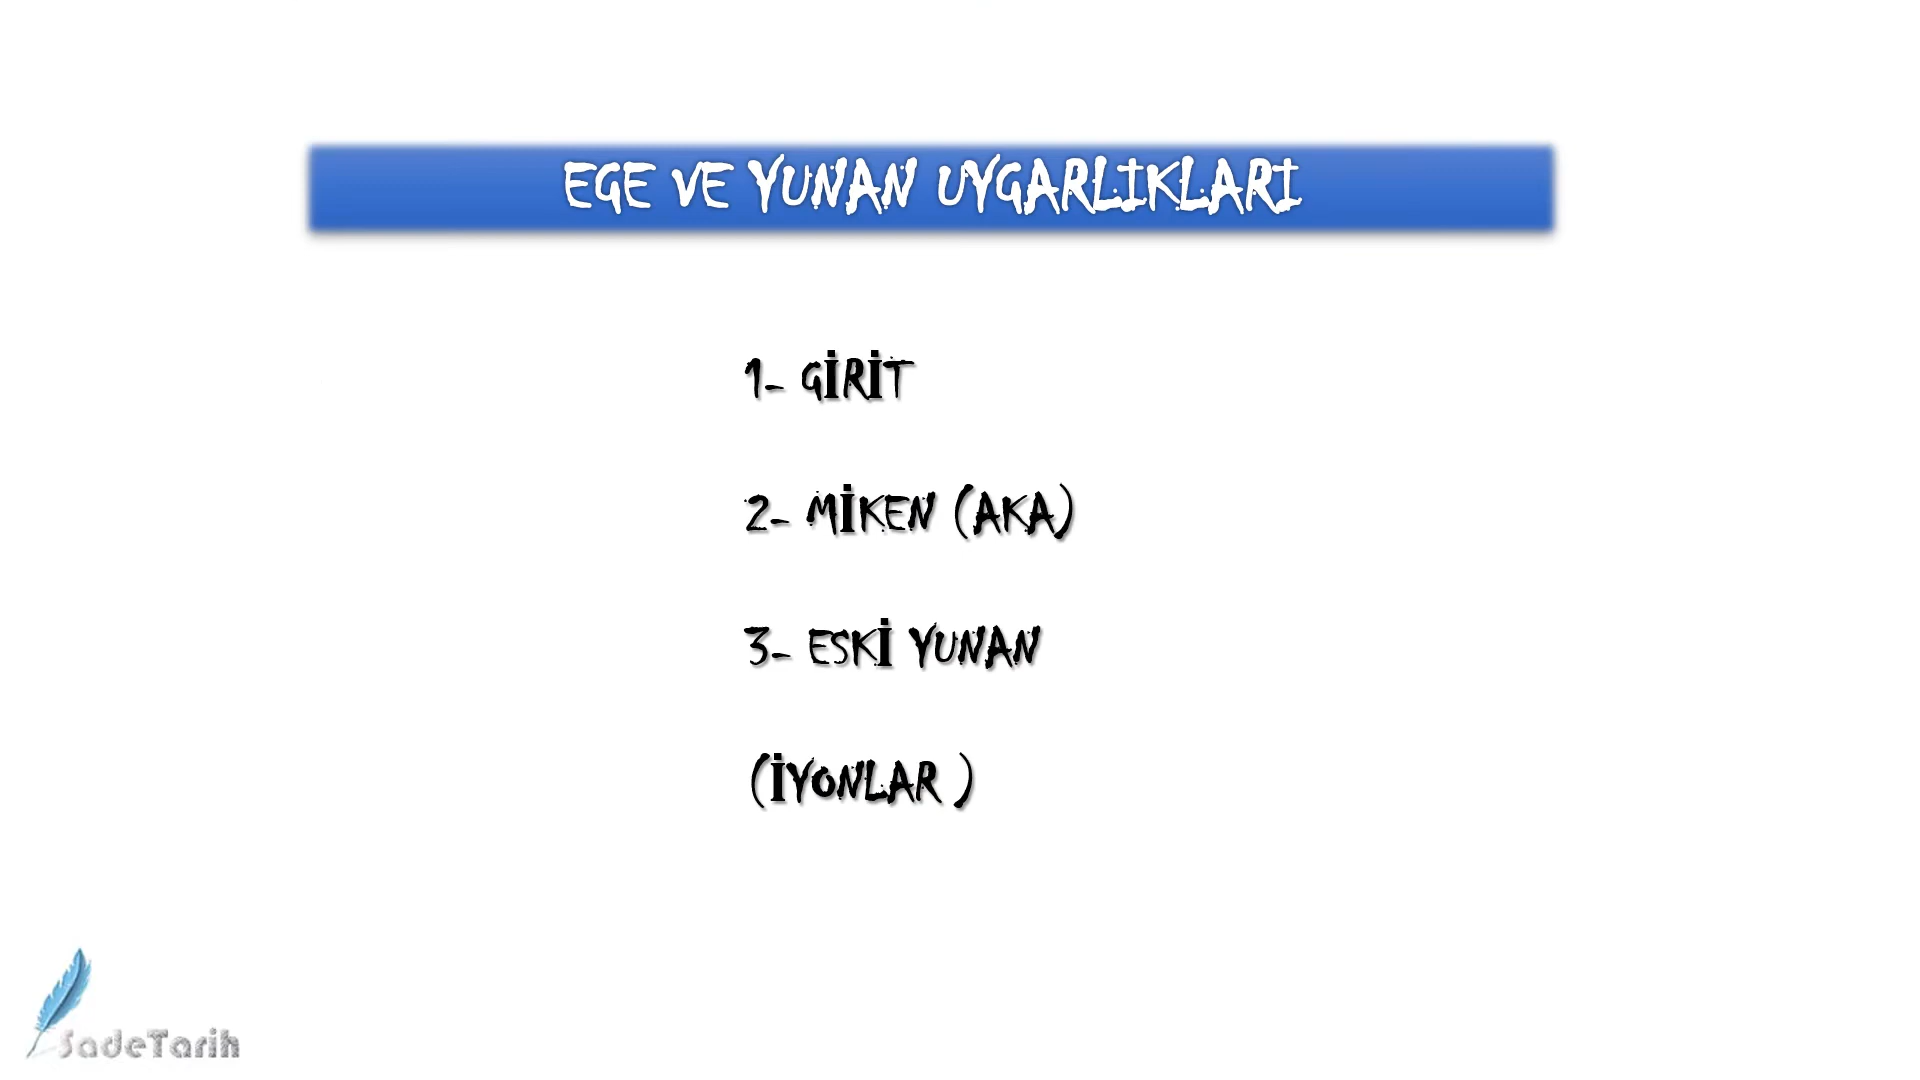 EGE VE YUNAN UYGARLIKLARI
1- GİRİT
2- MİKEN (AKA)
3- ESKİ YUNAN
(İYONLAR )
SadeTarih